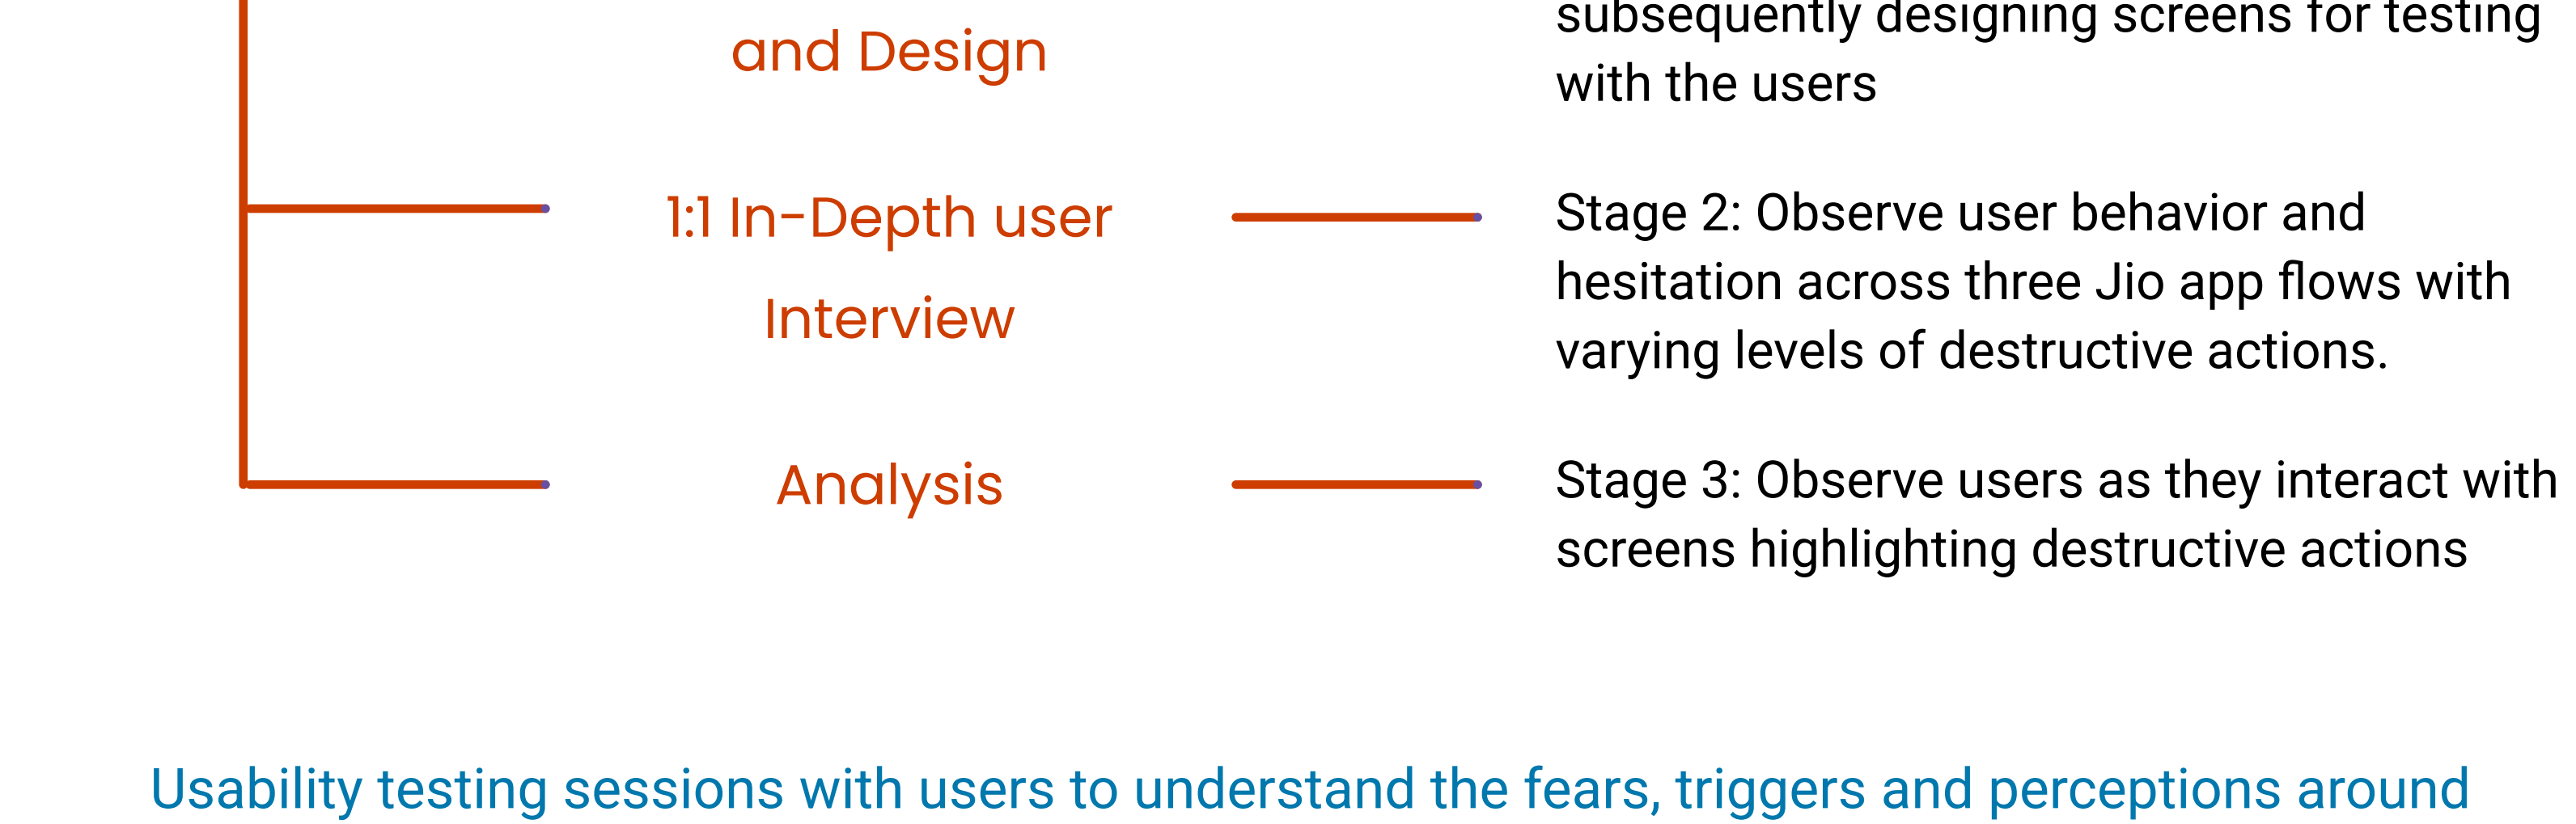 and Design
subsequently designing screens for testing
with the users
1:1 In-Depth user
Interview
Stage 2: Observe user behavior and
hesitation across three Jio app flows with
varying levels of destructive actions.
Analysis
Stage 3: Observe users as they interact with
screens highlighting destructive actions
Usability testing sessions with users to understand the fears, triggers and perceptions around